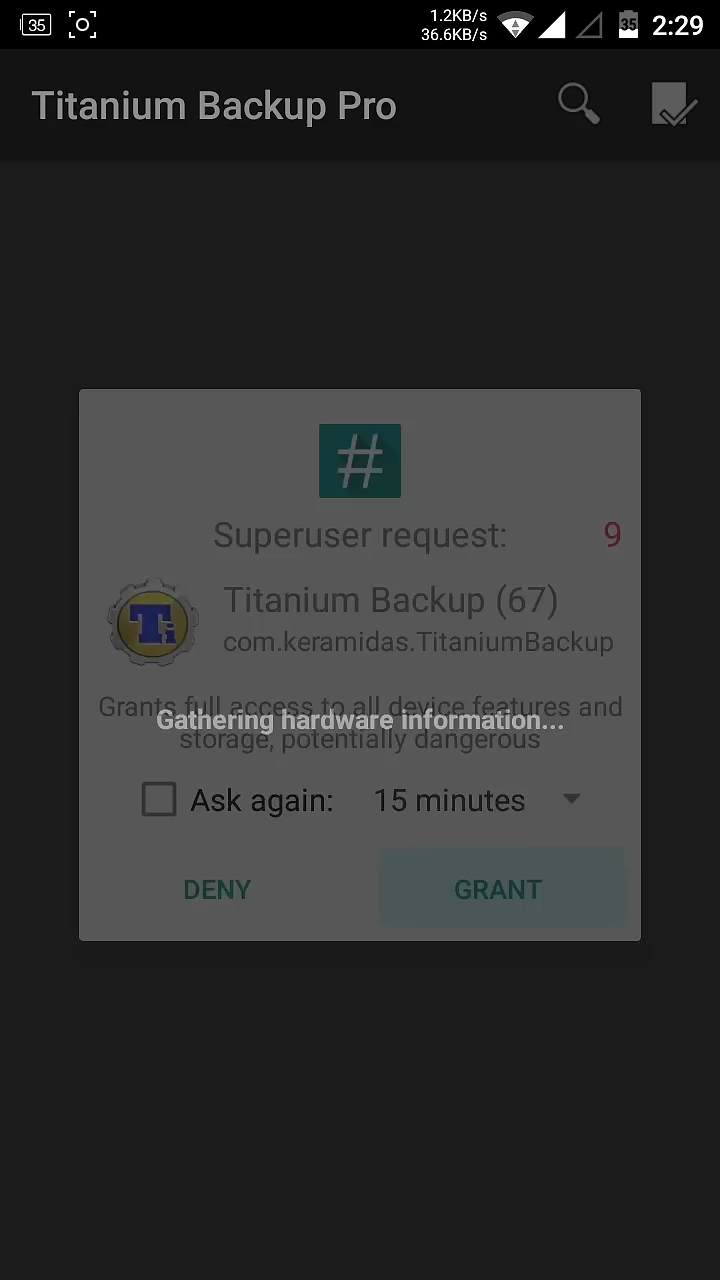 35
1.2KB/s
36.6KB/s
35
2:29
Titanium Backup Pro
#
Superuser request:
9
Ti
Titanium Backup (67)
com.keramidas.TitaniumBackup
Grants full access to all device features and
Gathering hardware information...
storage, potentially dangerous
Ask again:
15 minutes
DENY
GRANT